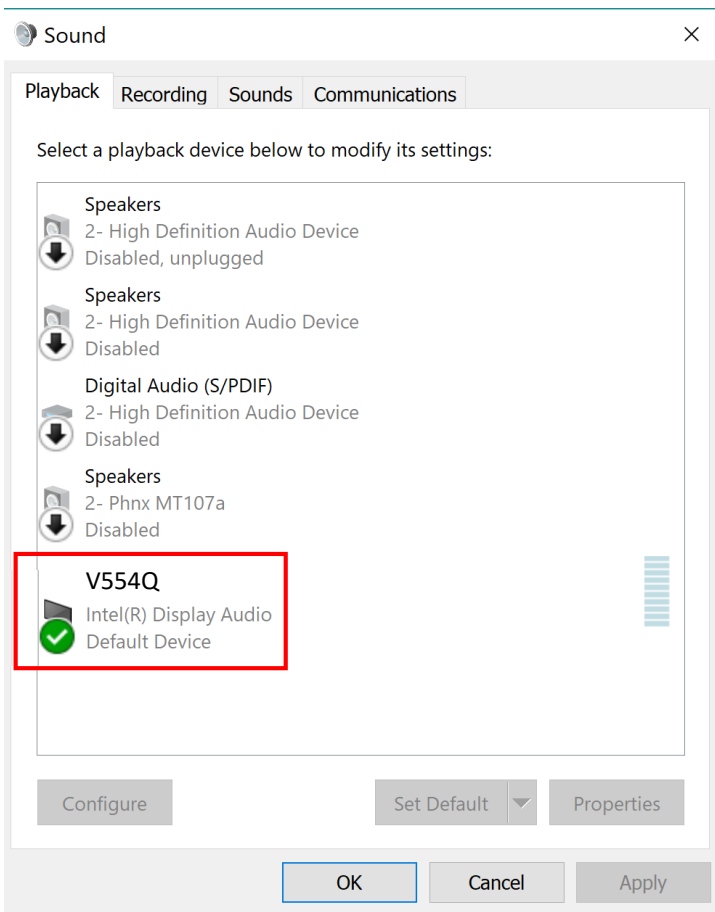 Sound
Playback Recording Sounds Communications
Select a playback device below to modify its settings:
Speakers
2- High Definition Audio Device
Disabled, unplugged
Speakers
2- High Definition Audio Device
Disabled
Digital Audio (S/PDIF)
2- High Definition Audio Device
Disabled
Speakers
2- Phnx MT107a
Disabled
V554Q
Intel(R) Display Audio
Default Device
Configure Set Default Properties
OK Cancel Apply